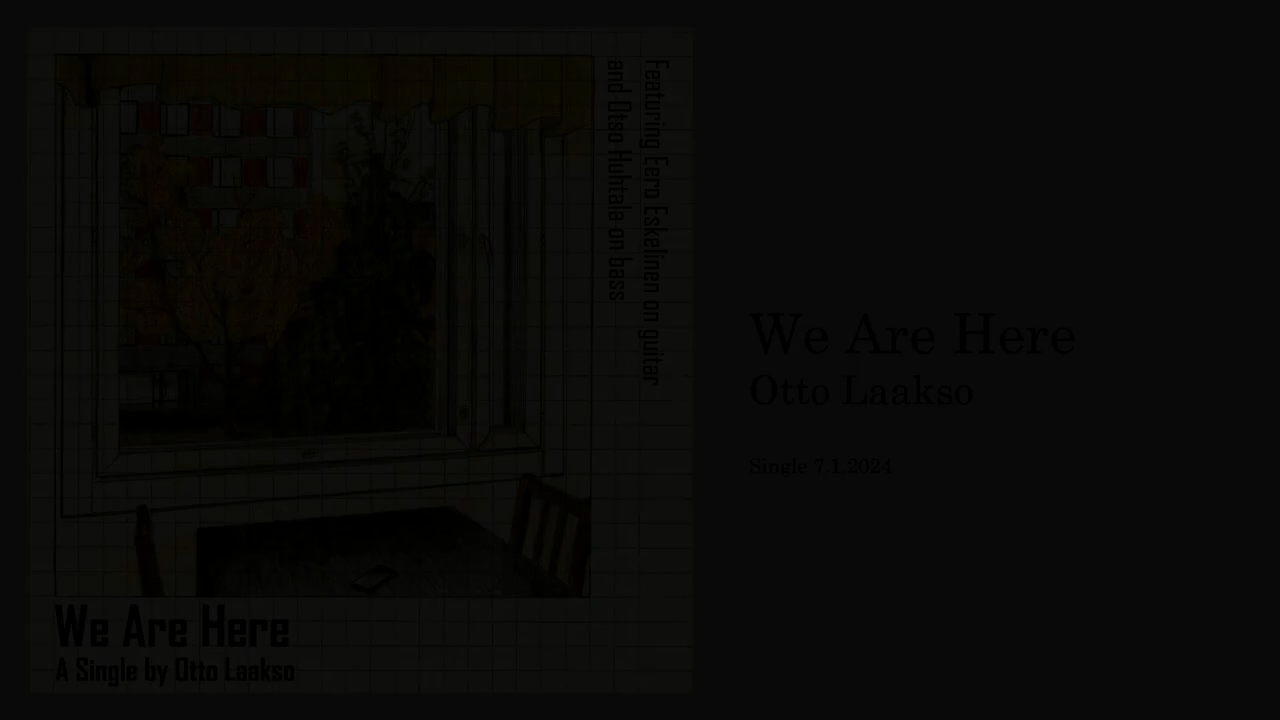 Featuring Eero Eskelinen on guitar
and Otso Huhtala on bass
We Are Here
A Single by Otto Laakso
We Are Here
Otto Laakso
Single 7.1.2024